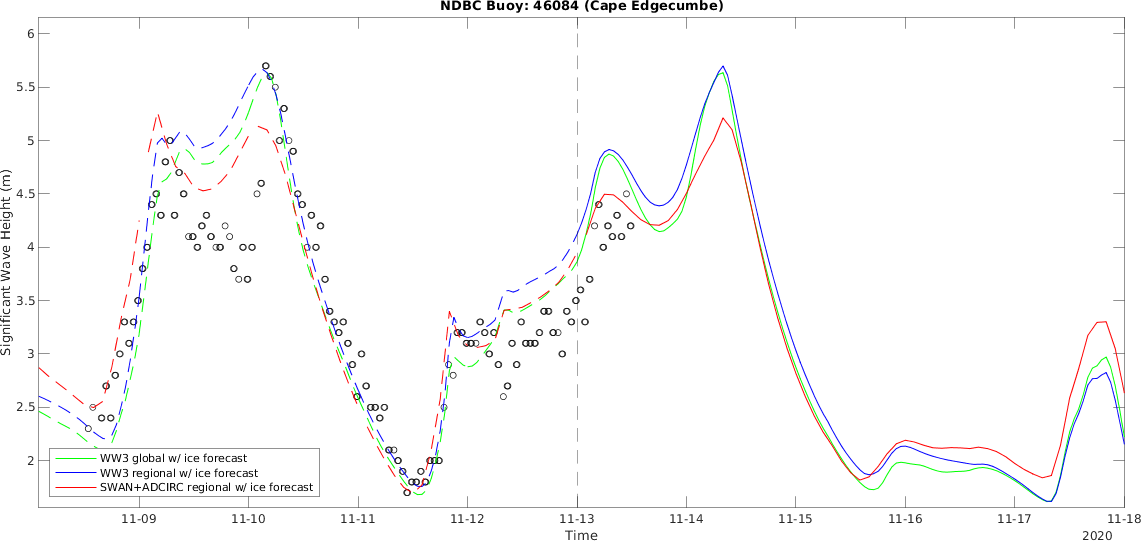 NDBC Buoy: 46084 (Cape Edgecumbe)
6
5.5
5
4.5
4
3.5
3
2.5
2
Significant Wave Height (m)
WW3 global w/ ice forecast
WW3 regional w/ ice forecast
SWAN+ADCIRC regional w/ ice forecast
11-09 11-10 11-11 11-12 11-13 11-14 11-15 11-16 11-17 11-18
Time
2020